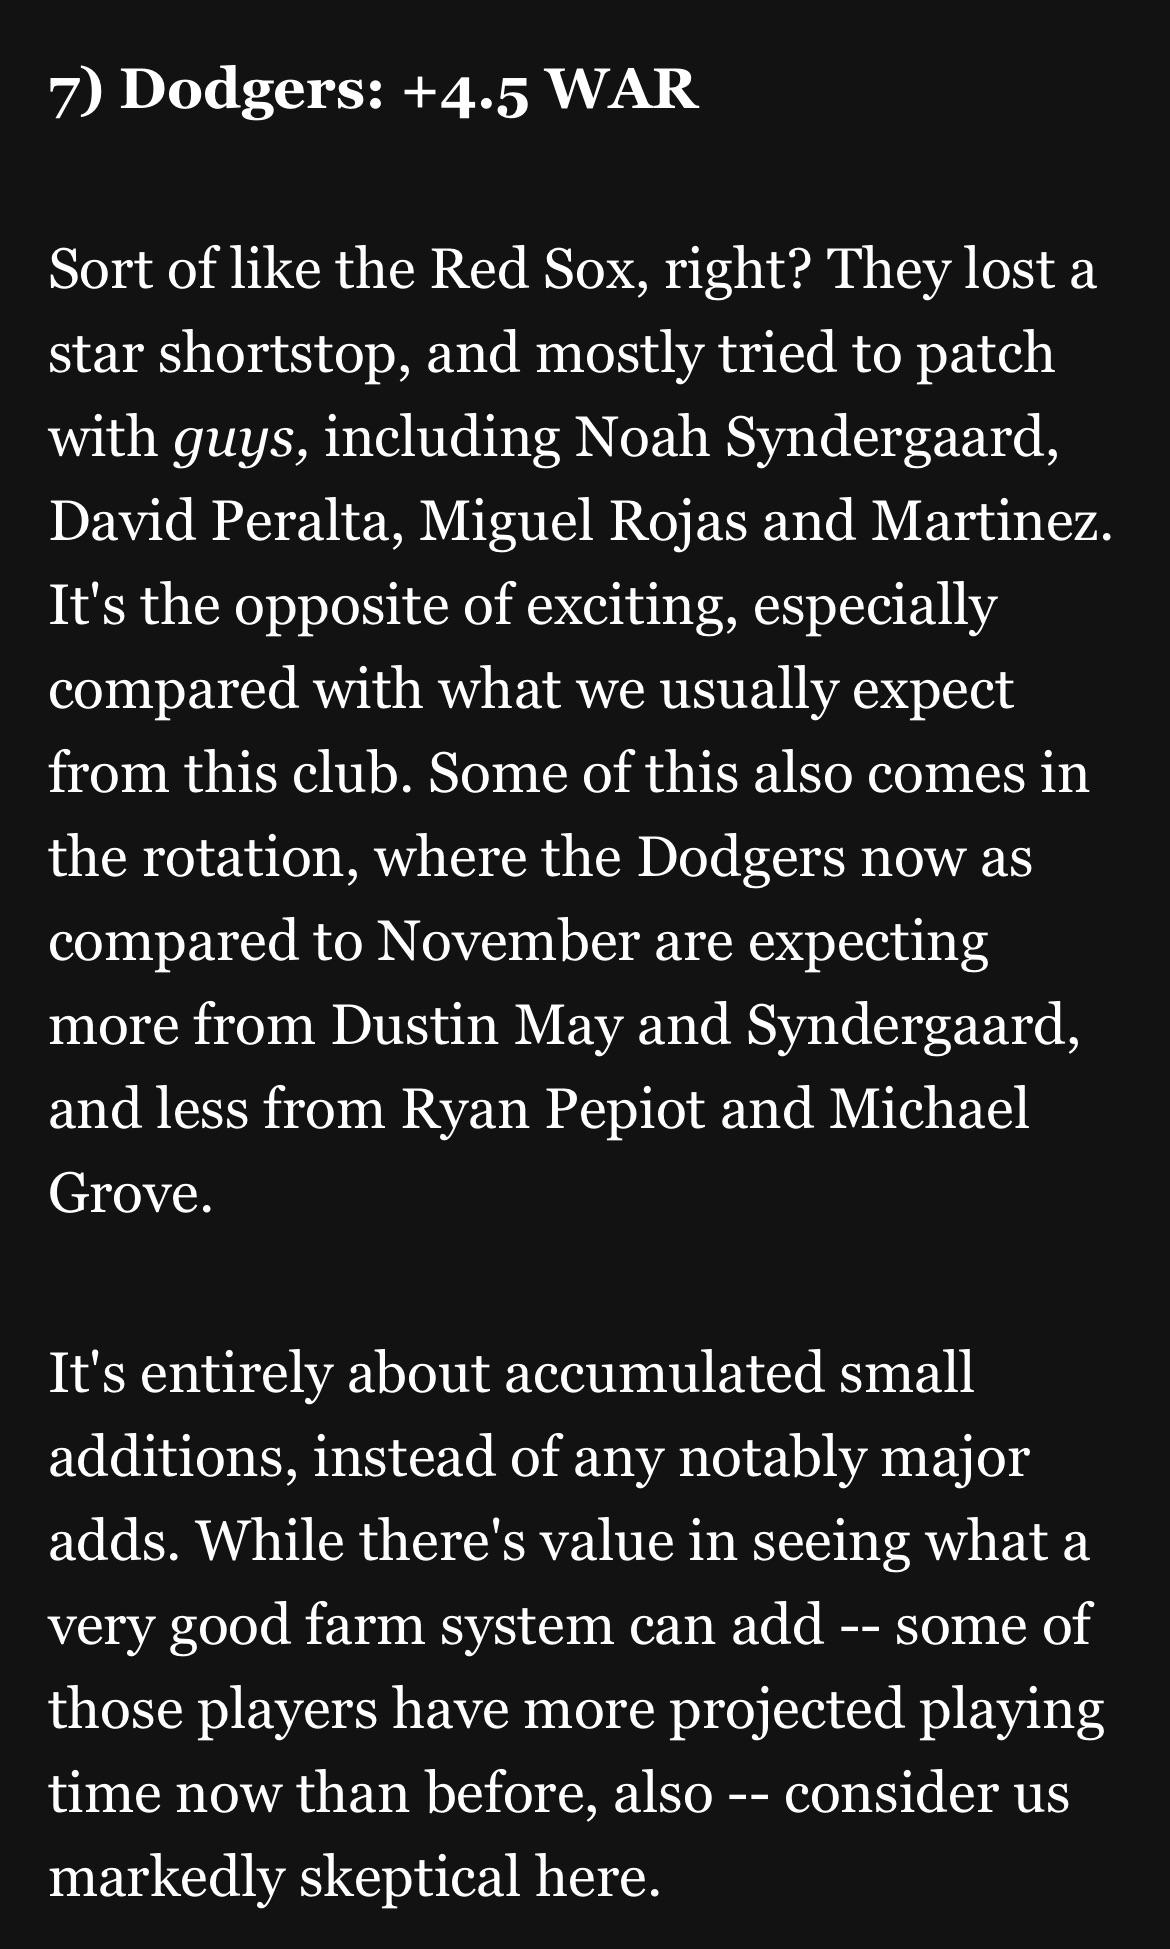 7) Dodgers: +4.5 WAR
Sort of like the Red Sox, right? They lost a
star shortstop, and mostly tried to patch
with guys, including Noah Syndergaard,
David Peralta, Miguel Rojas and Martinez.
It's the opposite of exciting, especially
compared with what we usually expect
from this club. Some of this also comes in
the rotation, where the Dodgers now as
compared to November are expecting
more from Dustin May and Syndergaard,
and less from Ryan Pepiot and Michael
Grove.
It's entirely about accumulated small
additions, instead of any notably major
adds. While there's value in seeing what a
very good farm system can add -- some of
those players have more projected playing
time now than before, also -- consider us
markedly skeptical here.